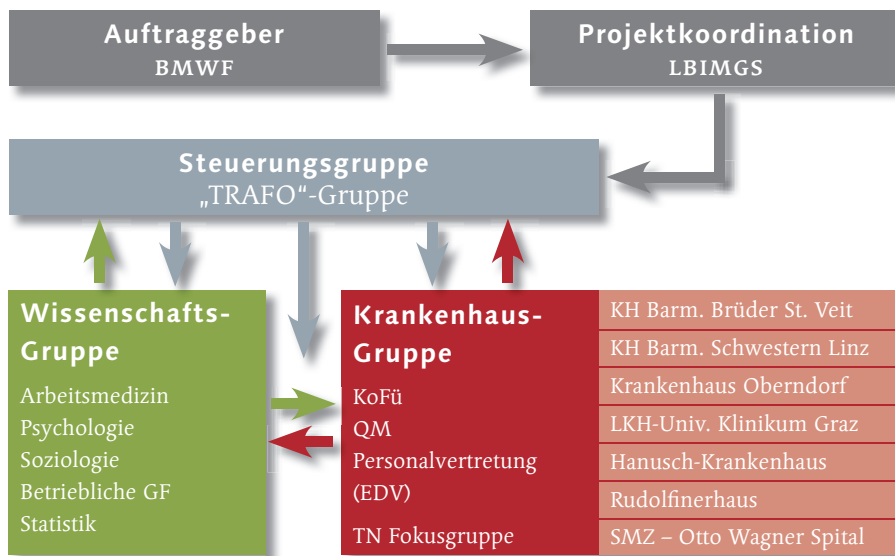 Auftraggeber
BMWF
Projektkoordination
LBIMGS
Steuerungsgruppe
„TRAFO“-Gruppe
Wissenschafts-
Gruppe
Arbeitsmedizin
Psychologie
Soziologie
Betriebliche GF
Statistik
Krankenhaus-
Gruppe
KoFü
QM
Personalvertretung
(EDV)
TN Fokusgruppe
KH Barm. Brüder St. Veit
KH Barm. Schwestern Linz
Krankenhaus Oberndorf
LKH-Univ. Klinikum Graz
Hanusch-Krankenhaus
Rudolfinerhaus
SMZ – Otto Wagner Spital